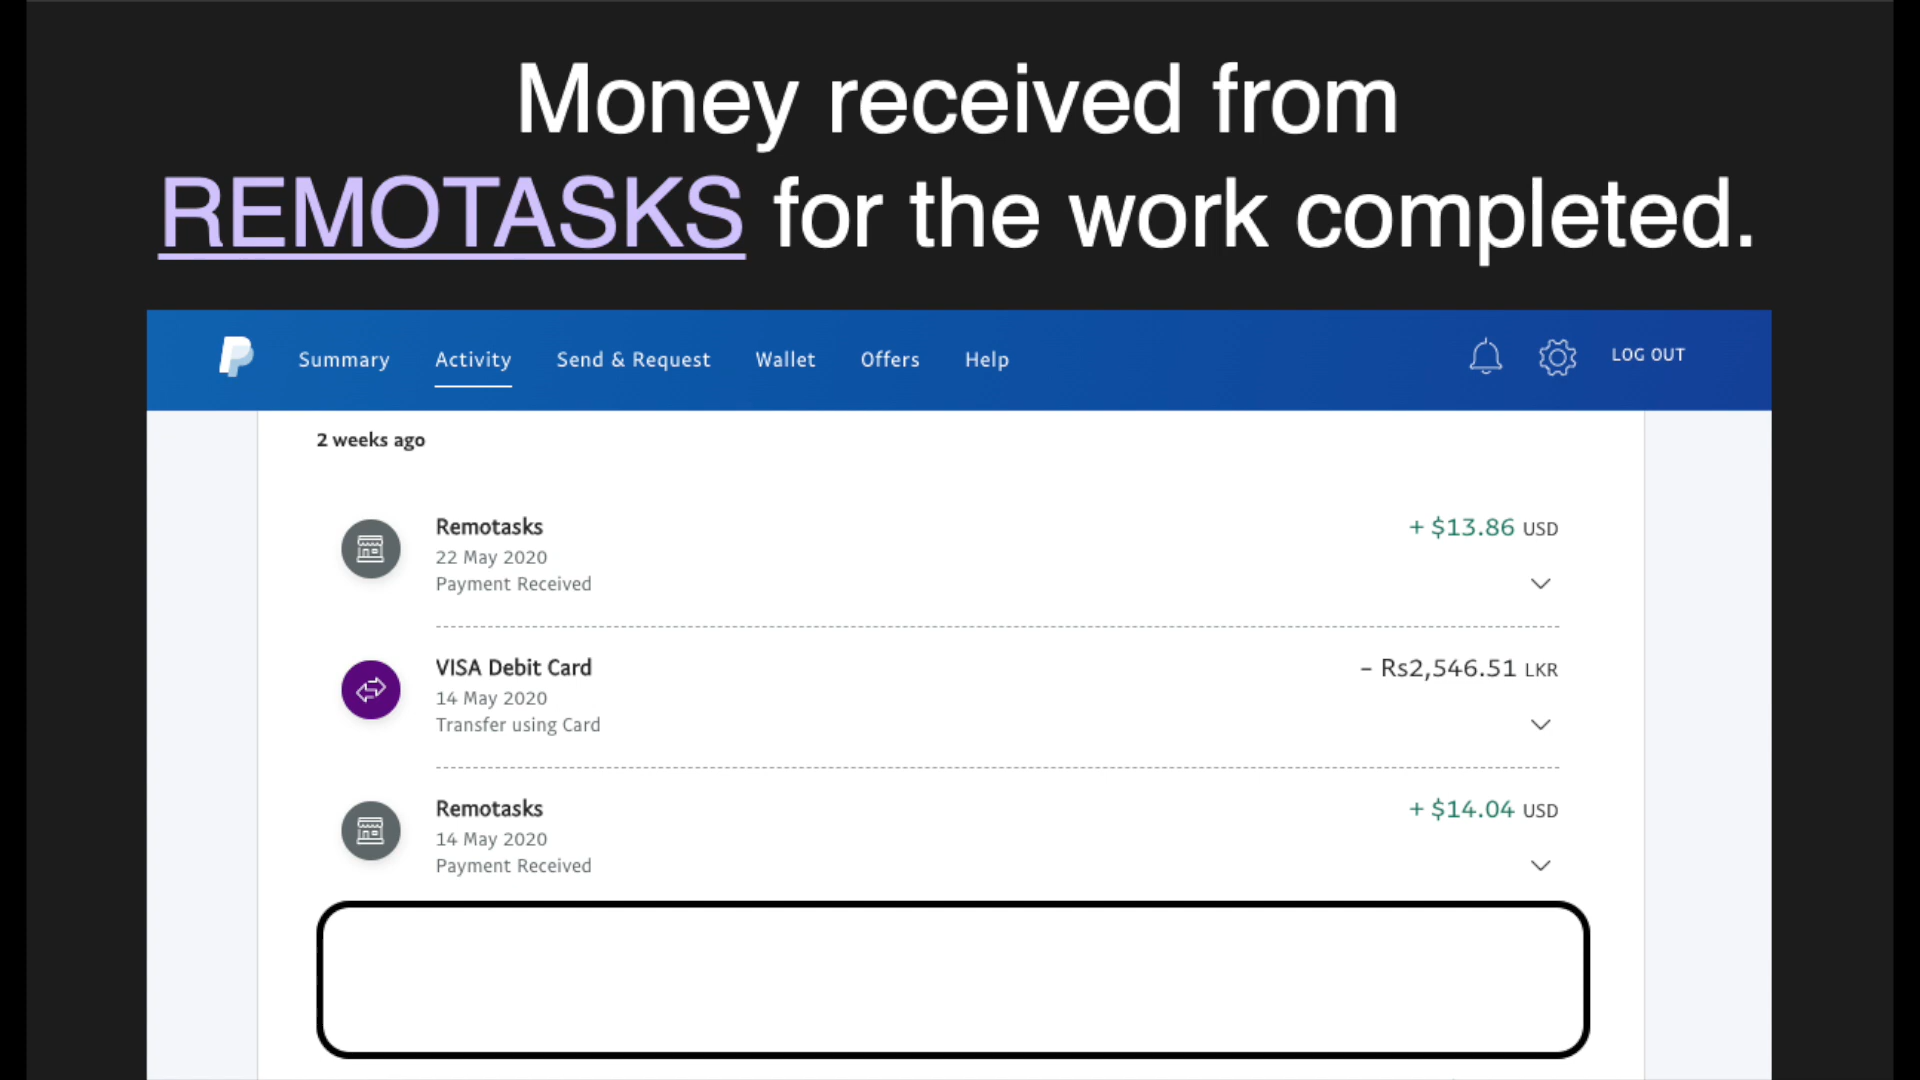 Money received from
REMOTASKS for the work completed.
Summary Activity Send & Request Wallet Offers Help LOG OUT
2 weeks ago
Remotasks + $13.86 USD
22 May 2020
Payment Received
VISA Debit Card – Rs2,546.51 LKR
14 May 2020
Transfer using Card
Remotasks + $14.04 USD
14 May 2020
Payment Received